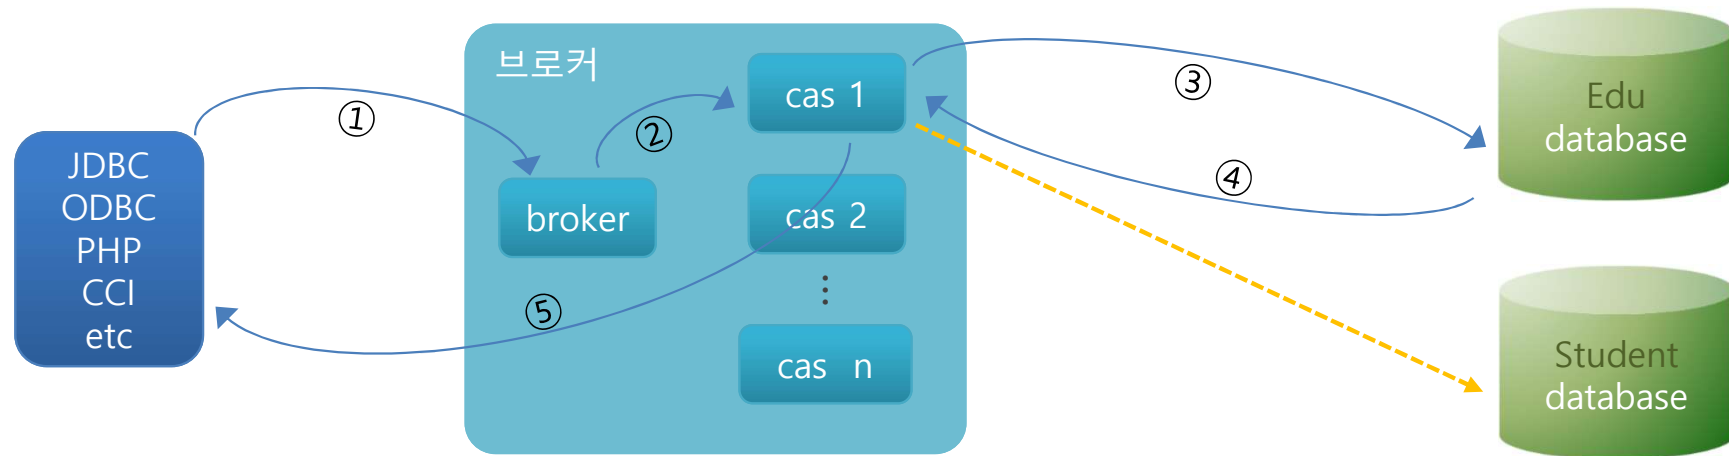 JDBC
ODBC
PHP
CCI
etc
①
브로커
broker
②
cas 1
cas 2
⋮
cas n
③
④
⑤
Edu
database
Student
database